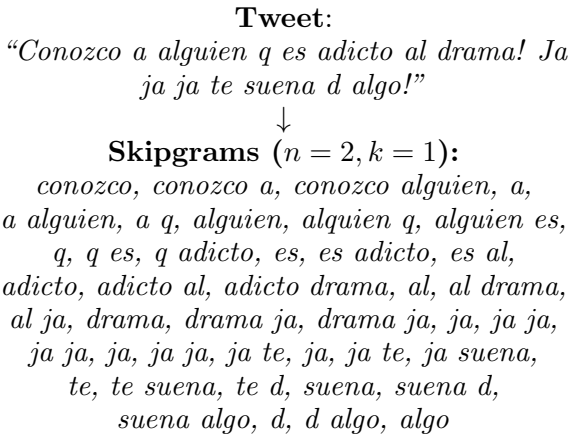 Tweet:
“Conozco a alguien q es adicto al drama! Ja
ja ja te suena d algo!”
↓
Skipgrams (n = 2, k = 1):
conozco, conozco a, conozco alguien, a,
a alguien, a q, alguien, alquien q, alguien es,
q, q es, q adicto, es, es adicto, es al,
adicto, adicto al, adicto drama, al, al drama,
al ja, drama, drama ja, drama ja, ja, ja ja,
ja ja, ja, ja ja, ja te, ja, ja te, ja suena,
te, te suena, te d, suena, suena d,
suena algo, d, d algo, algo